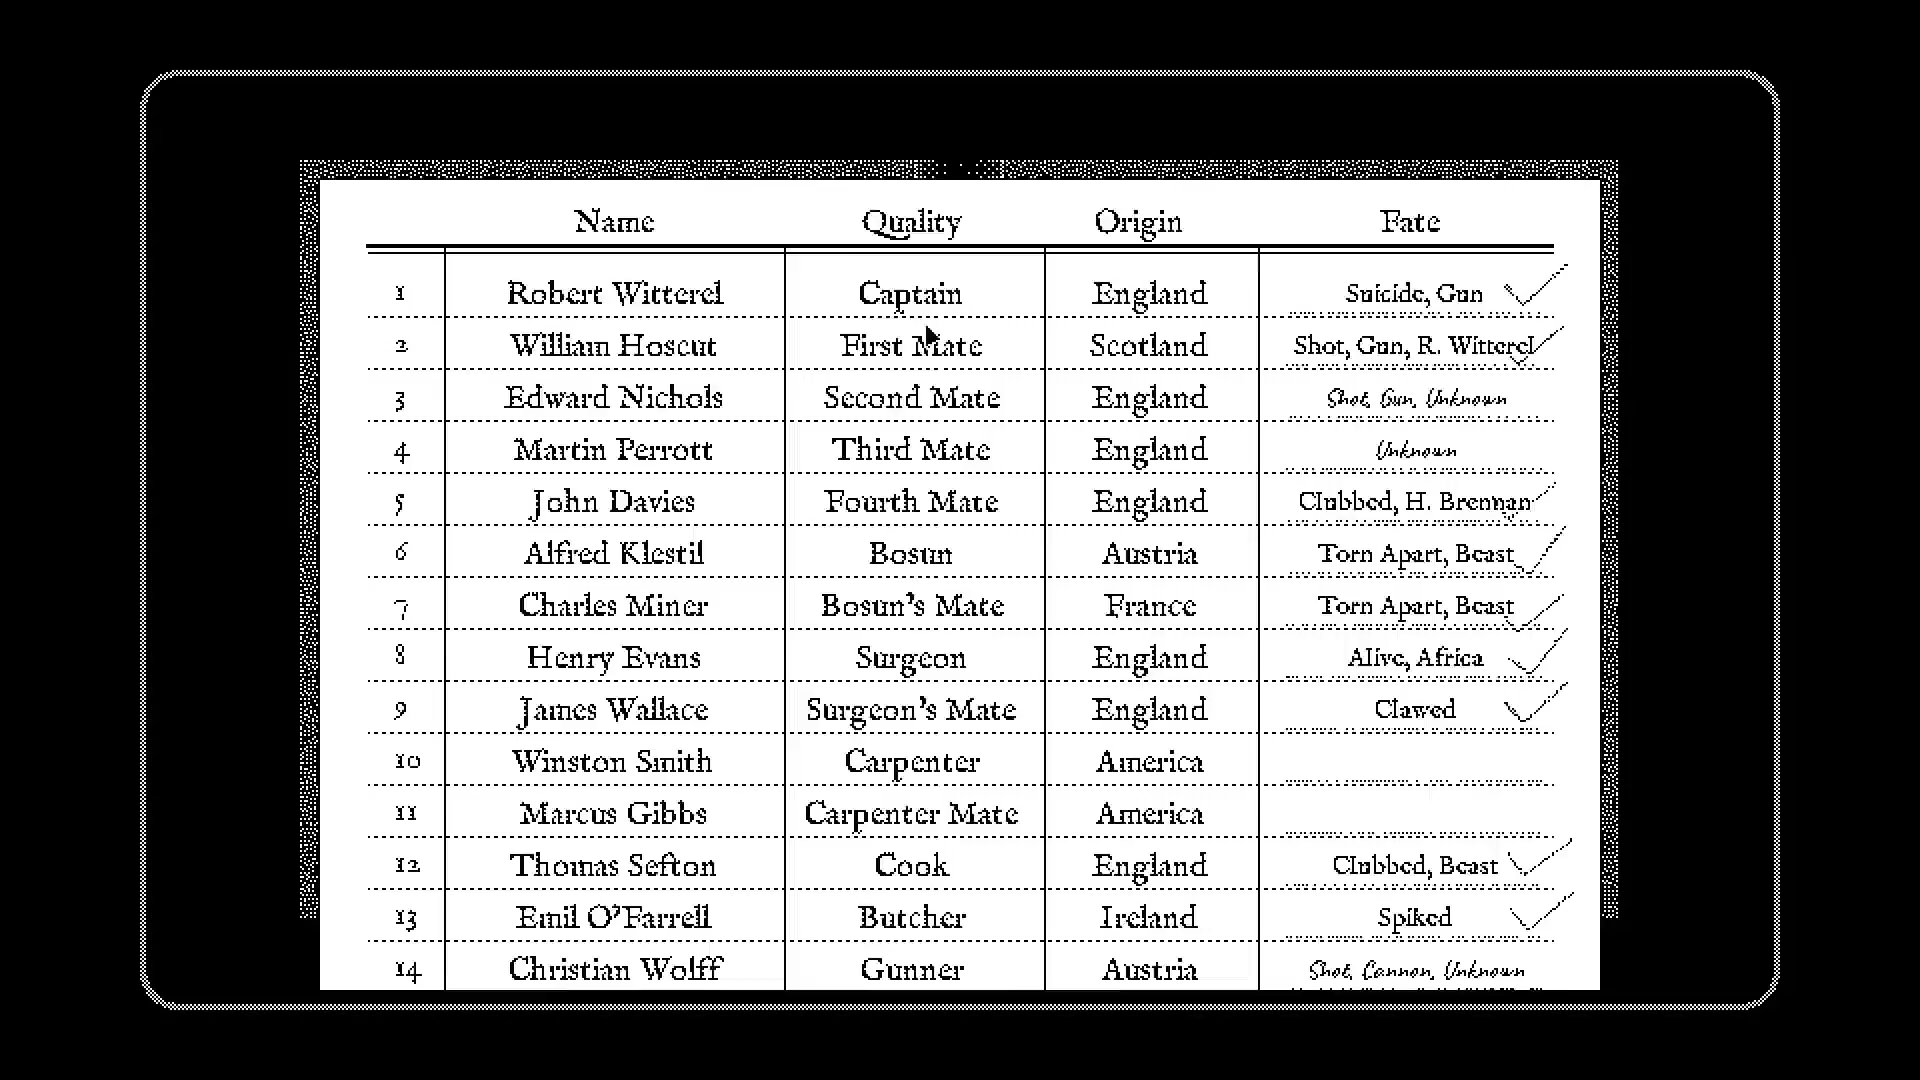 Name Quality Origin Fate
1 Robert Witterel Captain England Suicide, Gun
2 William Hoscut First Mate Scotland Shot, Gun, R. Witterel
3 Edward Nichols Second Mate England Shot, Gun, Unknown
4 Martin Perrott Third Mate England Unknown
5 John Davies Fourth Mate England Clubbed, H. Brennan
6 Alfred Klestil Bosun Austria Torn Apart, Beast
7 Charles Miner Bosun's Mate France Torn Apart, Beast
8 Henry Evans Surgeon England Alive, Africa
9 James Wallace Surgeon's Mate England Clawed
10 Winston Smith Carpenter America
11 Marcus Gibbs Carpenter Mate America
12 Thomas Sefton Cook England Clubbed, Beast
13 Emil O'Farrell Butcher Ireland Spiked
14 Christian Wolff Gunner Austria Shot, Cannon, Unknown